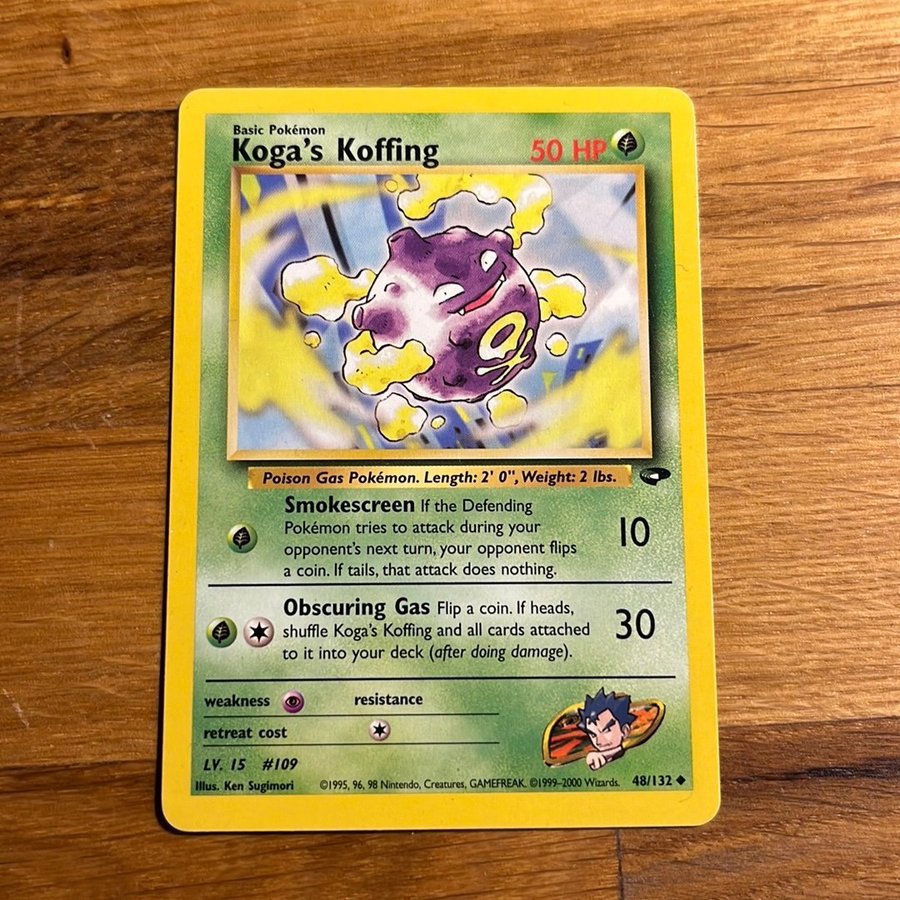 Basic Pokémon
Koga's Koffing 50 HP
Poison Gas Pokémon. Length: 2' 0", Weight: 2 lbs.
Smokescreen If the Defending
Pokémon tries to attack during your
opponent's next turn, your opponent flips
a coin. If tails, that attack does nothing.
10
Obscuring Gas Flip a coin. If heads,
shuffle Koga's Koffing and all cards attached
to it into your deck (after doing damage).
30
weakness resistance
retreat cost
LV. 15 #109
Illus. Ken Sugimori ©1995, 96, 98 Nintendo, Creatures, GAMEFREAK. ©1999–2000 Wizards. 48/132